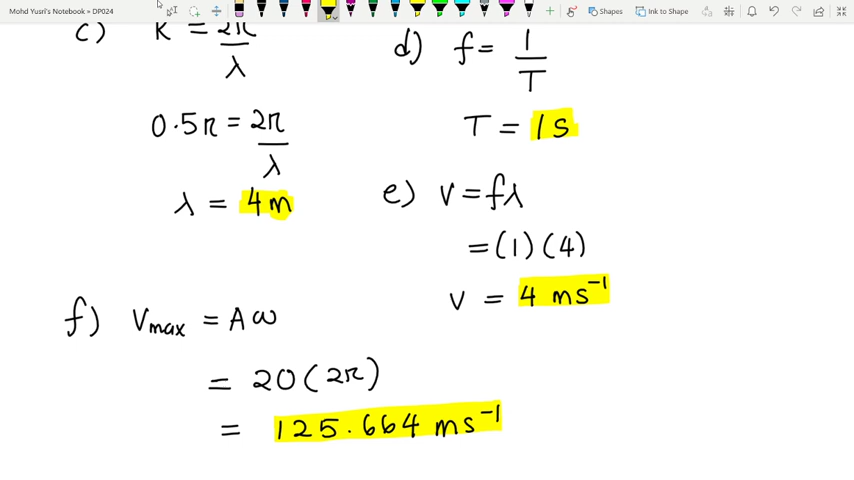 Mohd Yusri's Notebook » DP024
Shapes
Ink to Shape
c) K = 2π/λ
0.5π = 2π/λ
λ = 4m
d) f = 1/T
T = 1s
e) v = fλ
= (1)(4)
v = 4 ms⁻¹
f) Vmax = Aω
= 20(2π)
= 125.664 ms⁻¹